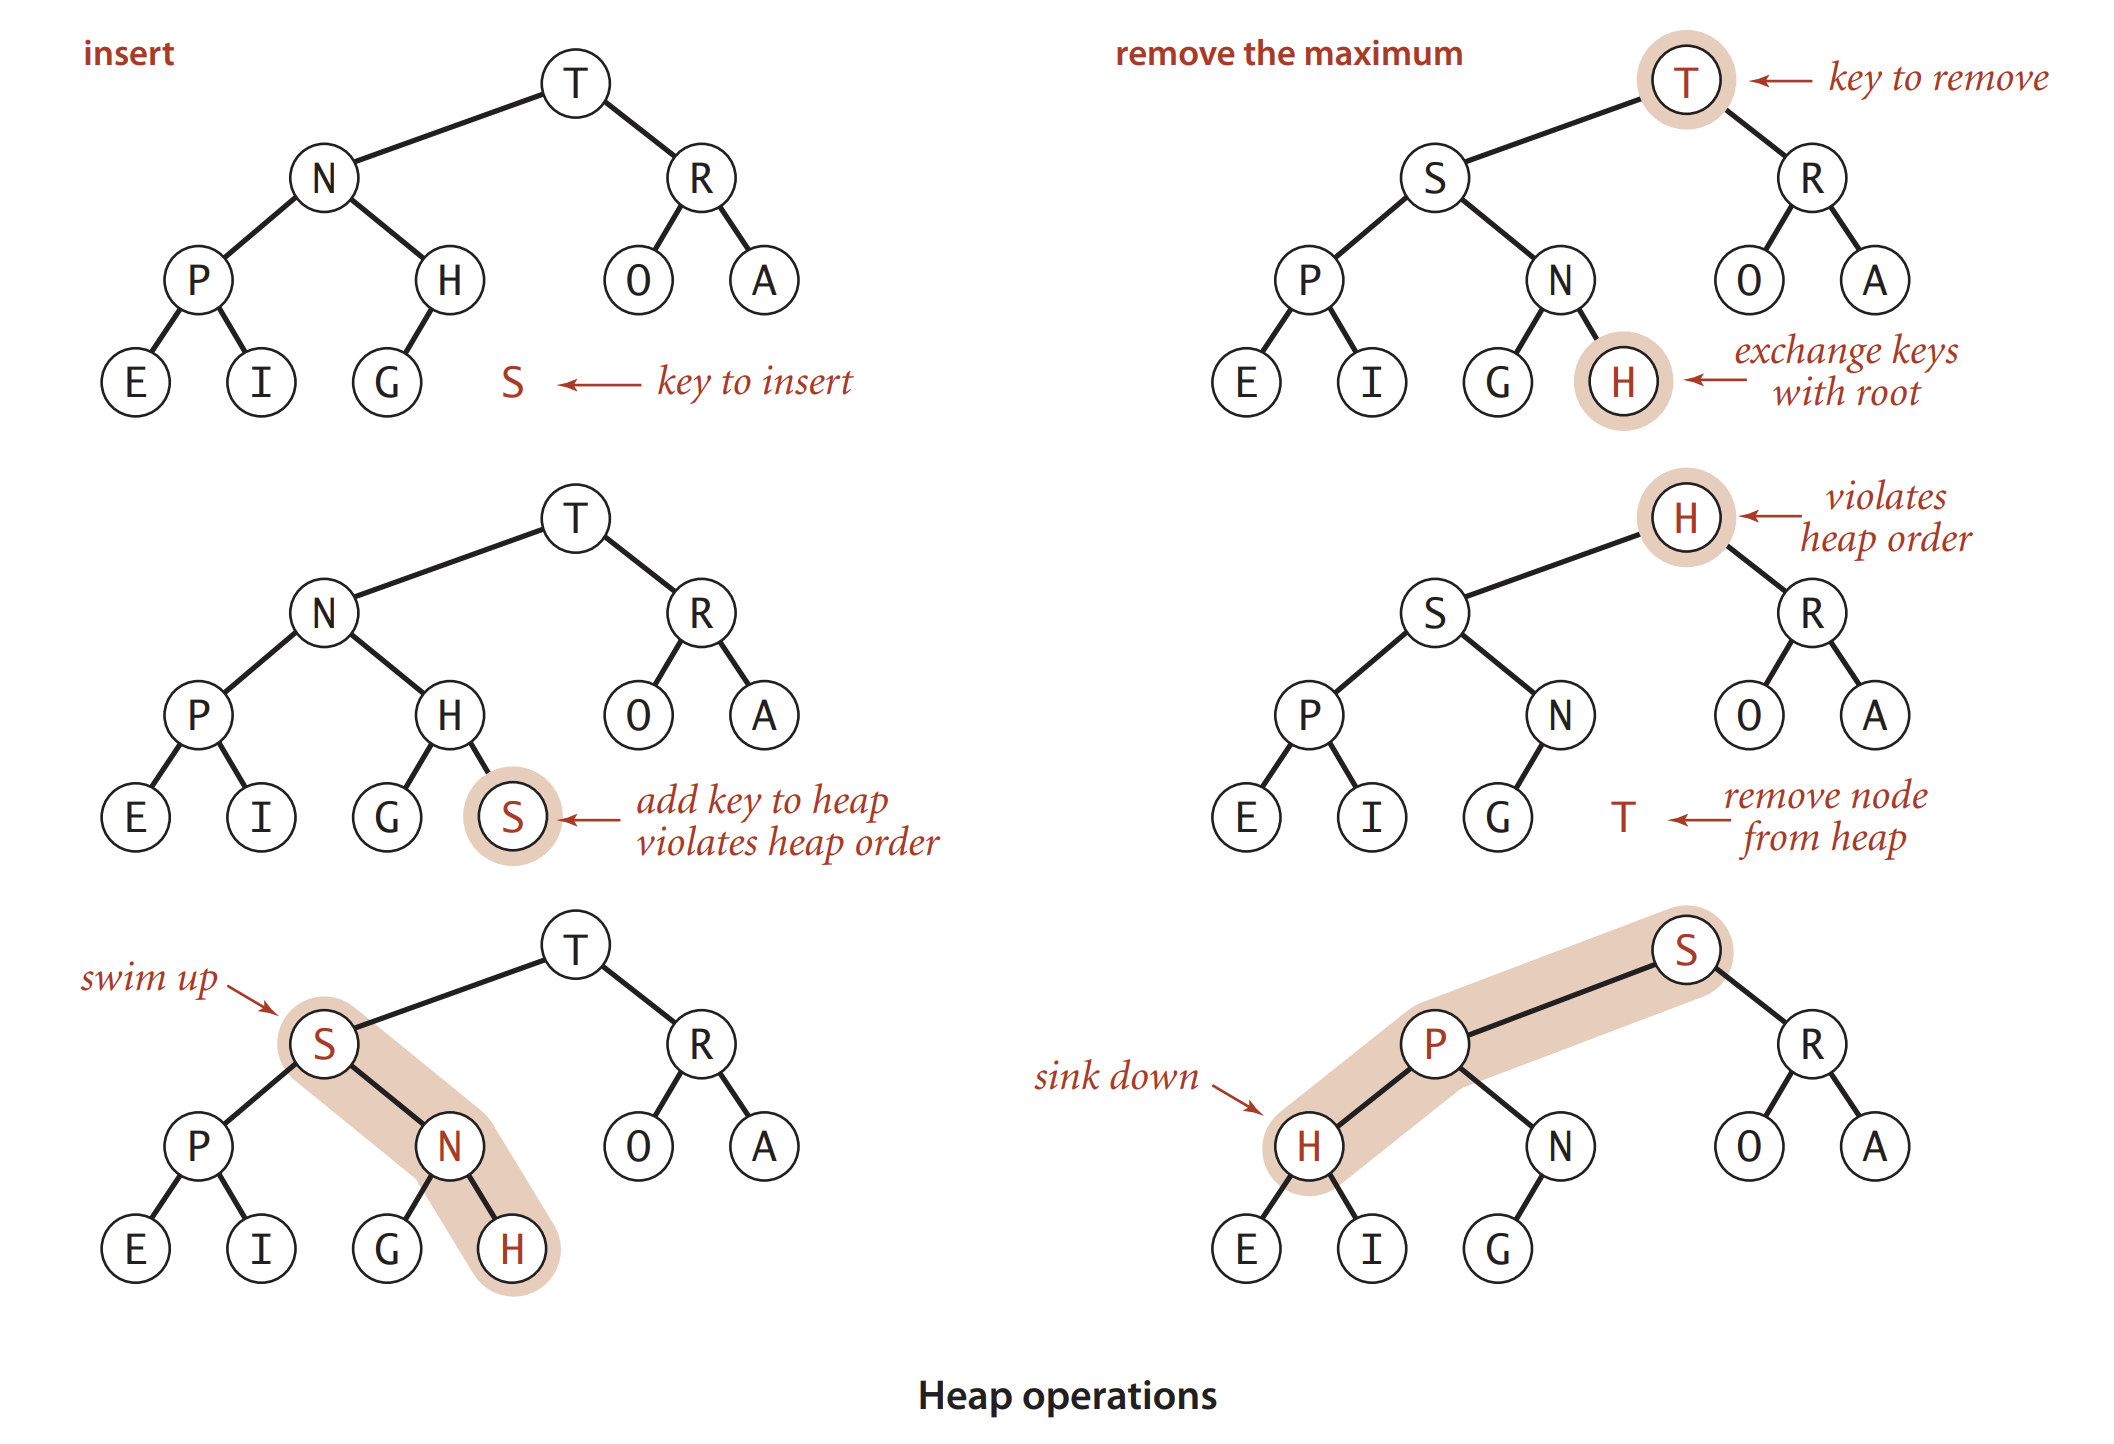 insert
T
N R
P H O A
E I G S key to insert
T
N R
P H O A
E I G S add key to heap
violates heap order
swim up
T
S R
P N O A
E I G H
remove the maximum
T key to remove
S R
P N O A
E I G H exchange keys
with root
H violates
heap order
S R
P N O A
E I G T remove node
from heap
S
P R
sink down
H N O A
E I G
Heap operations